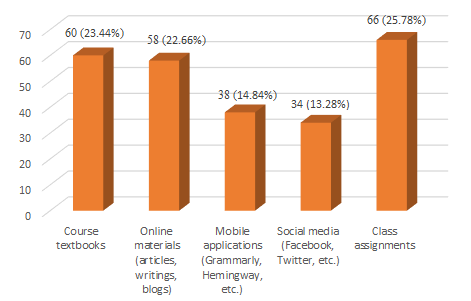 66 (25.78%)
60 (23.44%)
58 (22.66%)
38 (14.84%)
34 (13.28%)
70
60
50
40
30
20
10
0
Course
textbooks
Online
materials
(articles,
writings,
blogs)
Mobile
applications
(Grammarly,
Hemingway,
etc.)
Social media
(Facebook,
Twitter, etc.)
Class
assignments